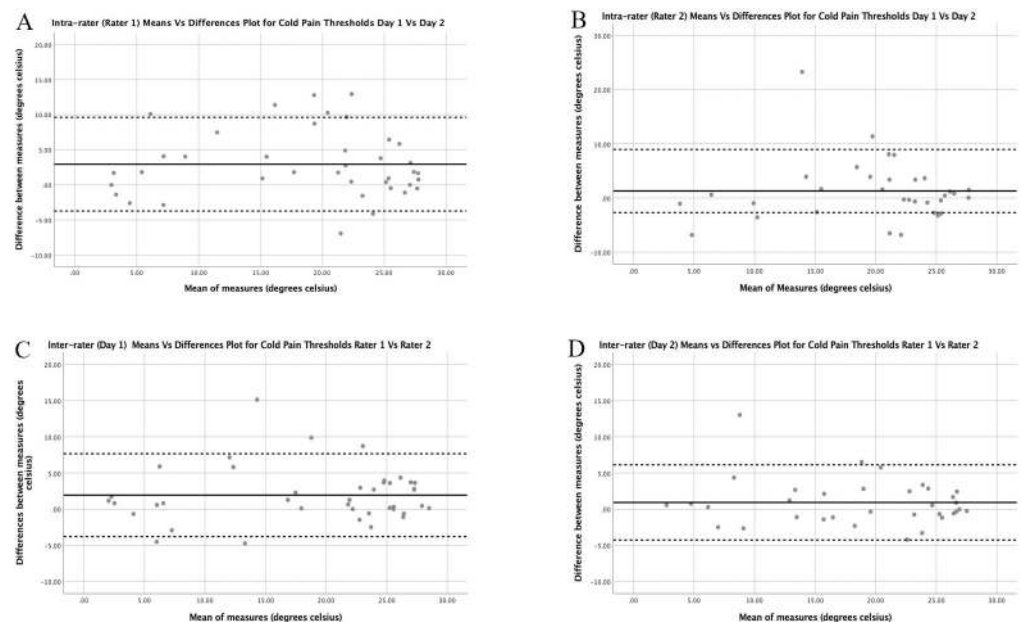 A
Intra-rater (Rater 1) Means Vs Differences Plot for Cold Pain Thresholds Day 1 Vs Day 2
Difference between measures (degrees celsius)
20.00
15.00
10.00
5.00
.00
-5.00
-10.00
.00 5.00 10.00 15.00 20.00 25.00 30.00
Mean of measures (degrees celsius)
B
Intra-rater (Rater 2) Means Vs Differences Plot for Cold Pain Thresholds Day 1 Vs Day 2
Difference between measures (degrees celsius)
30.00
20.00
10.00
.00
-10.00
.00 5.00 10.00 15.00 20.00 25.00 30.00
Mean of Measures (degrees celsius)
C
Inter-rater (Day 1) Means Vs Differences Plot for Cold Pain Thresholds Rater 1 Vs Rater 2
Differences between measures (degrees
celsius)
20.00
15.00
10.00
5.00
.00
-5.00
-10.00
.00 5.00 10.00 15.00 20.00 25.00 30.00
Mean of measures (degrees celsius)
D
Inter-rater (Day 2) Means vs Differences Plot for Cold Pain Thresholds Rater 1 Vs Rater 2
Difference between measures (degrees celsius)
20.00
15.00
10.00
5.00
.00
-5.00
-10.00
.00 5.00 10.00 15.00 20.00 25.00 30.00
Mean of measures (degrees celsius)